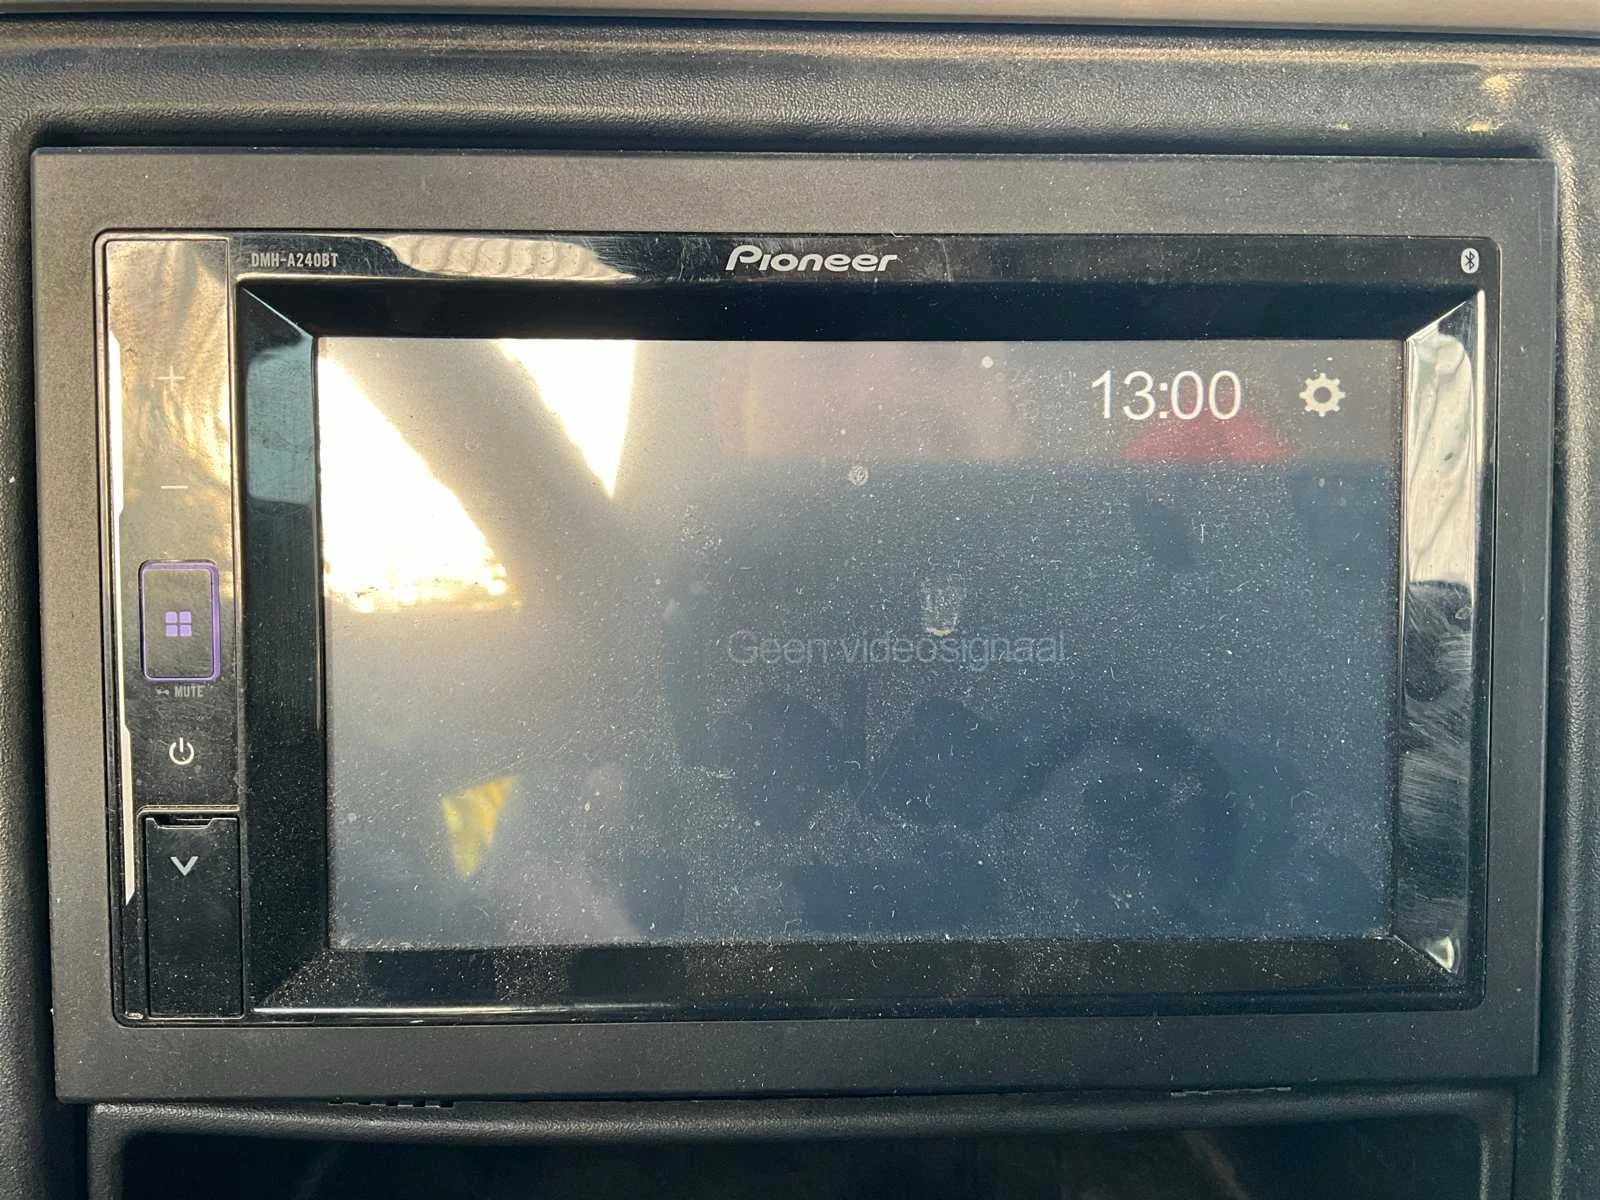 DMH-A240BT
Pioneer
13:00
Geen videosignaal
MUTE